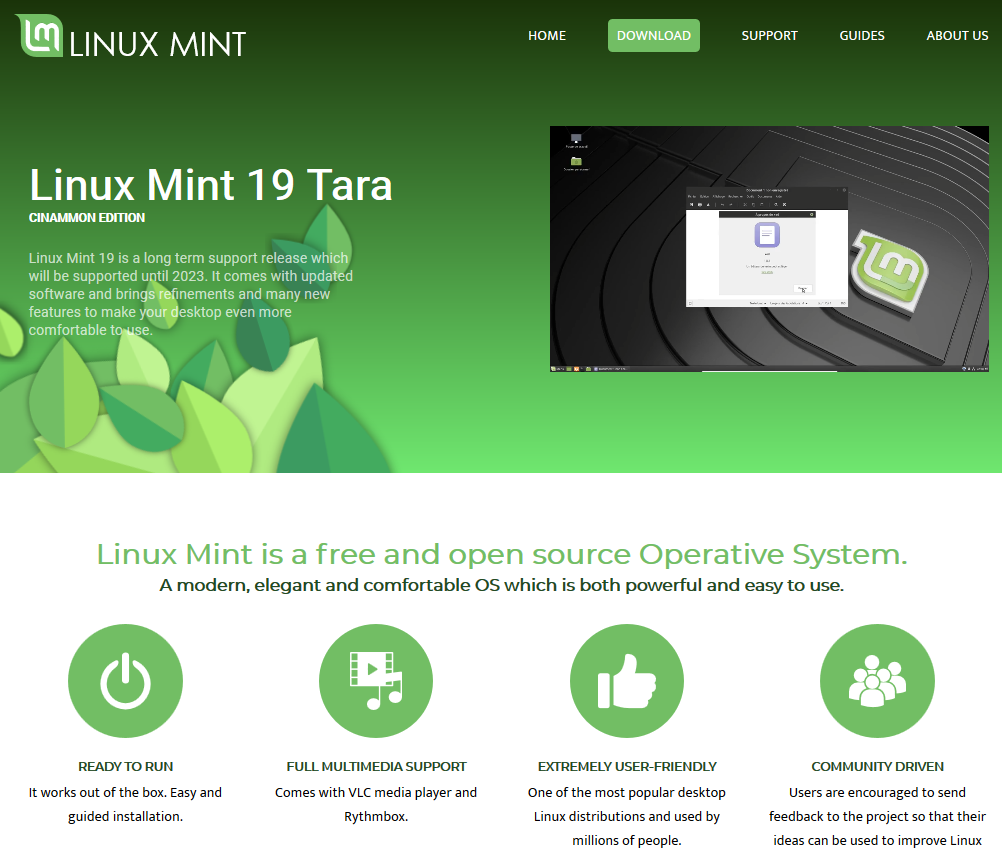 LINUX MINT
HOME
DOWNLOAD
SUPPORT
GUIDES
ABOUT US
Linux Mint 19 Tara
CINAMMON EDITION
Linux Mint 19 is a long term support release which
will be supported until 2023. It comes with updated
software and brings refinements and many new
features to make your desktop even more
comfortable to use.
Linux Mint is a free and open source Operative System.
A modern, elegant and comfortable OS which is both powerful and easy to use.
READY TO RUN
It works out of the box. Easy and
guided installation.
FULL MULTIMEDIA SUPPORT
Comes with VLC media player and
Rythmbox.
EXTREMELY USER-FRIENDLY
One of the most popular desktop
Linux distributions and used by
millions of people.
COMMUNITY DRIVEN
Users are encouraged to send
feedback to the project so that their
ideas can be used to improve Linux